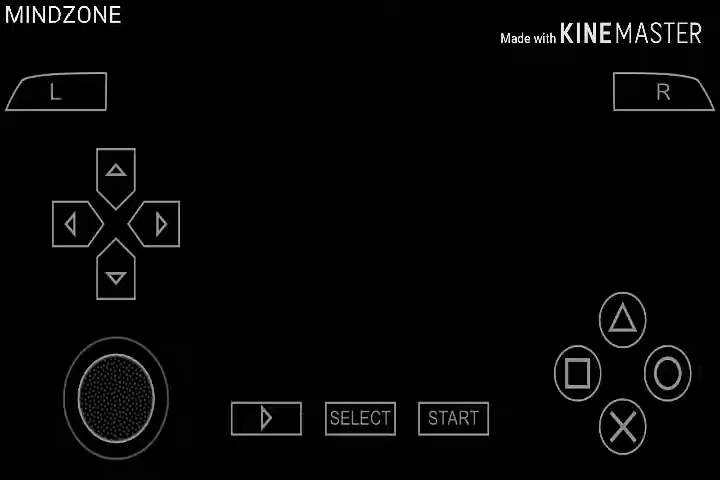 MINDZONE
Made with KINEMASTER
L
R
SELECT
START